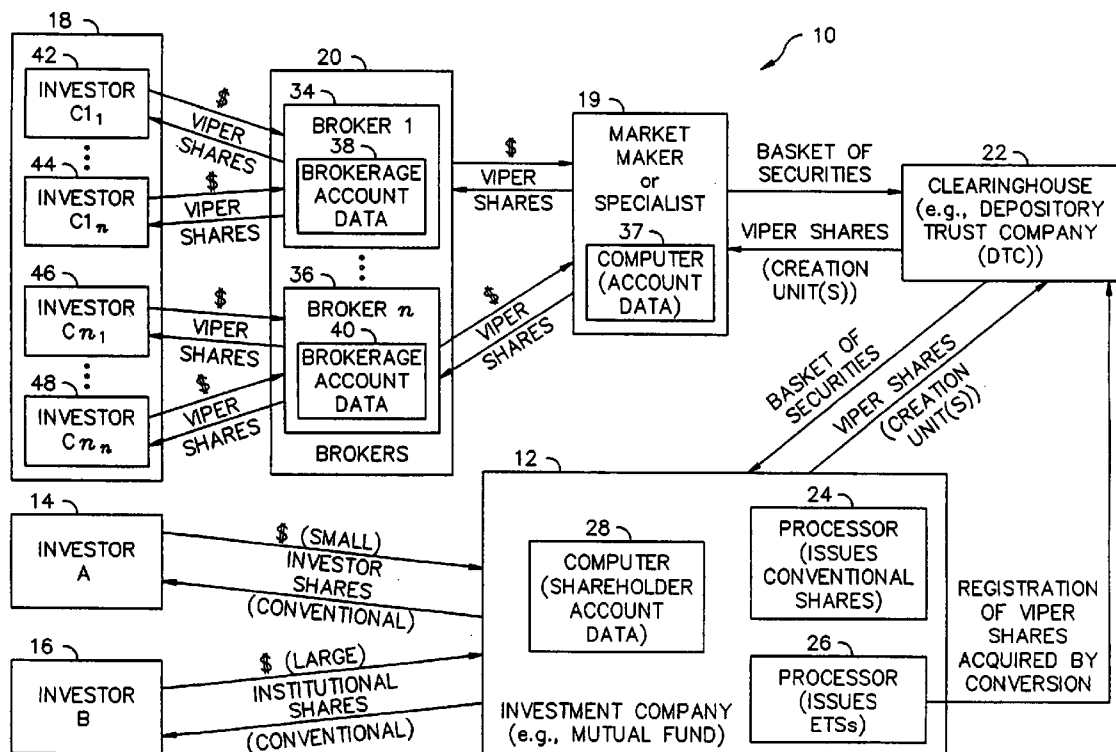 10
18
42
INVESTOR
C1₁
44
INVESTOR
C1ₙ
46
INVESTOR
Cn₁
48
INVESTOR
Cnₙ
$
VIPER
SHARES
$
VIPER
SHARES
$
VIPER
SHARES
$
VIPER
SHARES
20
34
BROKER 1
38
BROKERAGE
ACCOUNT
DATA
36
BROKER n
40
BROKERAGE
ACCOUNT
DATA
BROKERS
$
VIPER
SHARES
$
VIPER
SHARES
19
MARKET
MAKER
or
SPECIALIST
37
COMPUTER
(ACCOUNT
DATA)
BASKET OF
SECURITIES
VIPER SHARES
(CREATION
UNIT(S))
22
CLEARINGHOUSE
(e.g., DEPOSITORY
TRUST COMPANY
(DTC))
BASKET OF
SECURITIES
VIPER SHARES
(CREATION
UNIT(S))
14
INVESTOR
A
$ (SMALL)
INVESTOR
SHARES
(CONVENTIONAL)
16
INVESTOR
B
$ (LARGE)
INSTITUTIONAL
SHARES
(CONVENTIONAL)
12
28
COMPUTER
(SHAREHOLDER
ACCOUNT
DATA)
24
PROCESSOR
(ISSUES
CONVENTIONAL
SHARES)
26
PROCESSOR
(ISSUES
ETSs)
INVESTMENT COMPANY
(e.g., MUTUAL FUND)
REGISTRATION
OF VIPER
SHARES
ACQUIRED BY
CONVERSION